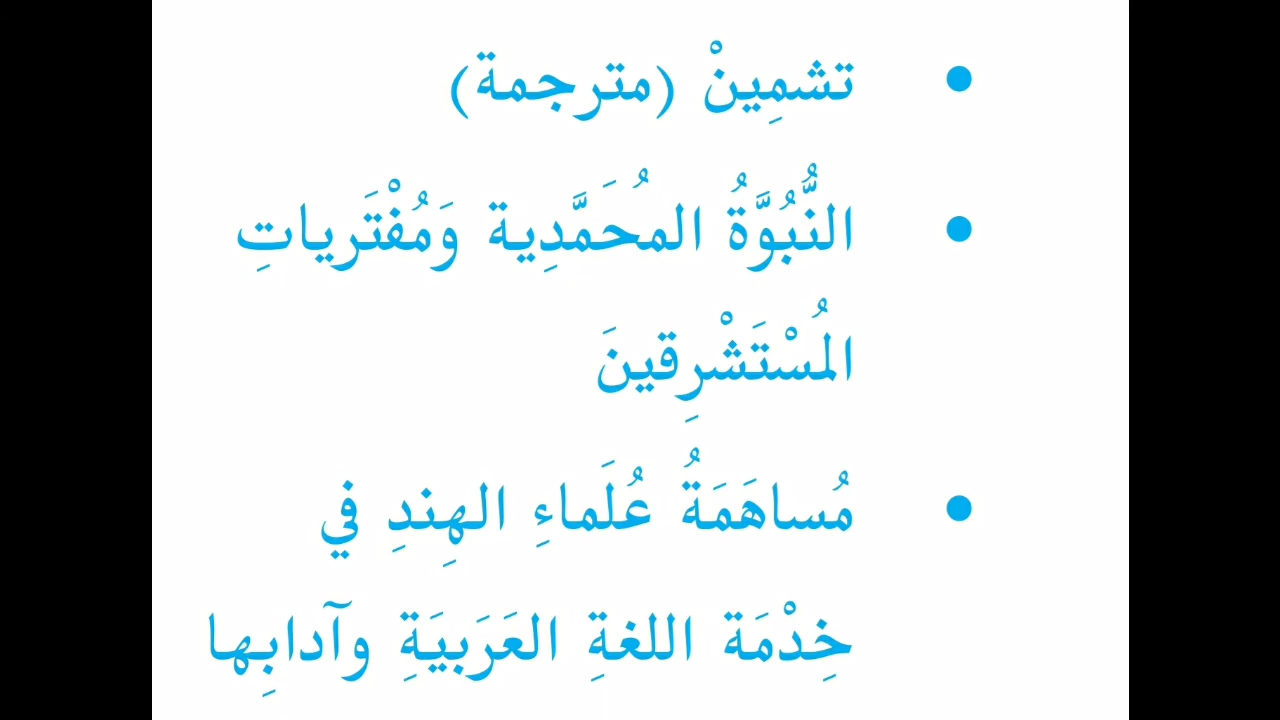 • تشمِينْ (مترجمة)
• النُّبُوَّةُ المُحَمَّدِية وَمُفْتَرياتِ
المُسْتَشْرِقينَ
• مُساهَمَةُ عُلَماءِ الهِندِ في
خِدْمَة اللغةِ العَرَبيَةِ وآدابِها